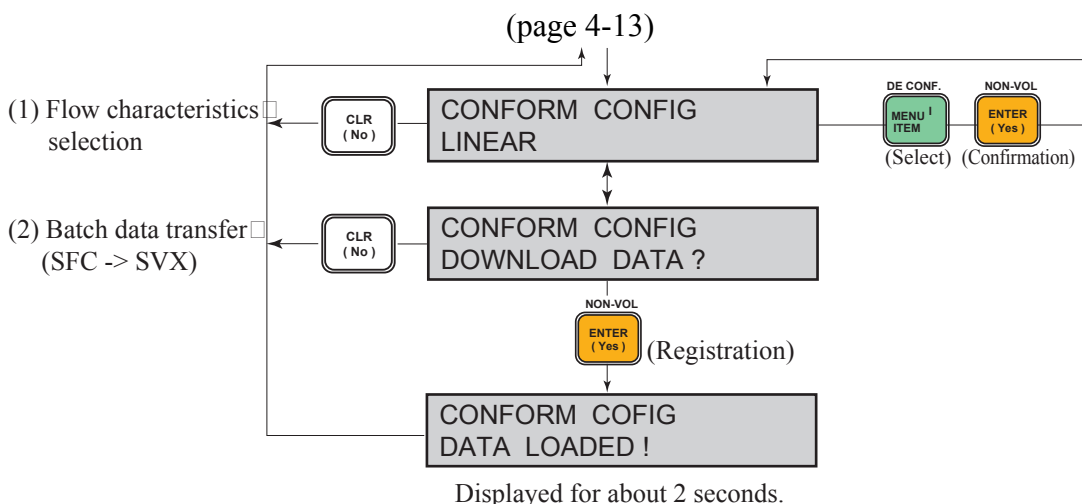 (page 4-13)
(1) Flow characteristics
selection
CLR
( No )
CONFORM CONFIG
LINEAR
DE CONF.
MENU I
ITEM
(Select)
NON-VOL
ENTER
( Yes )
(Confirmation)
(2) Batch data transfer
(SFC -> SVX)
CLR
( No )
CONFORM CONFIG
DOWNLOAD DATA ?
NON-VOL
ENTER
( Yes )
(Registration)
CONFORM COFIG
DATA LOADED !
Displayed for about 2 seconds.